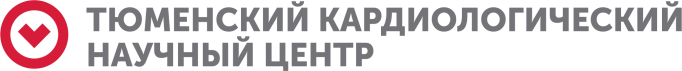 ТЮМЕНСКИЙ КАРДИОЛОГИЧЕСКИЙ
НАУЧНЫЙ ЦЕНТР